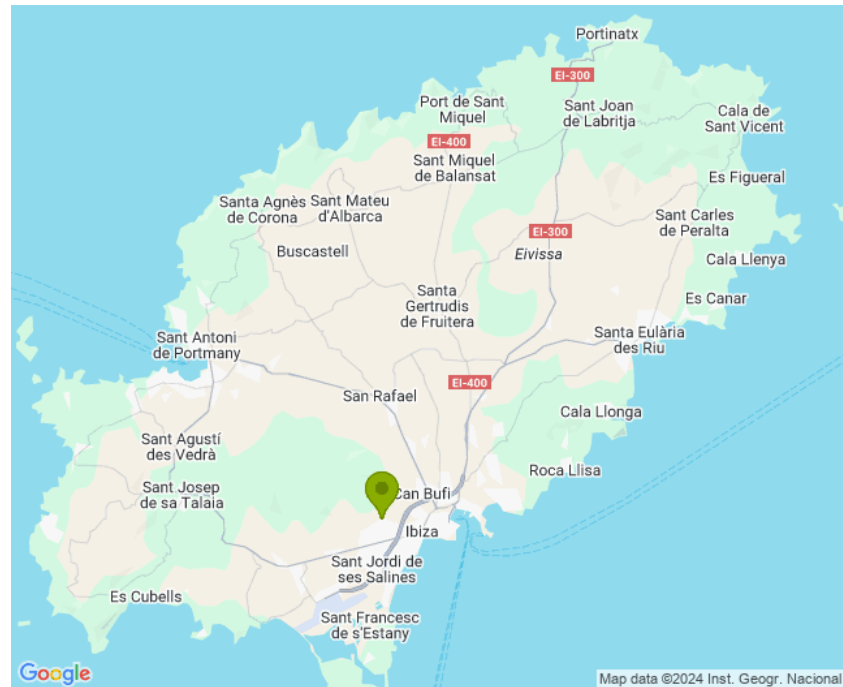 Portinatx
EI-300
Port de Sant
Miquel
Sant Joan
de Labritja
Cala de
Sant Vicent
EI-400
Sant Miquel
de Balansat
Es Figueral
Santa Agnès
de Corona
Sant Mateu
d'Albarca
Sant Carles
de Peralta
EI-300
Buscastell
Eivissa
Cala Llenya
Santa
Gertrudis
de Fruitera
Es Canar
Sant Antoni
de Portmany
Santa Eulària
des Riu
EI-400
San Rafael
Cala Llonga
Sant Agustí
des Vedrà
Roca Llisa
Sant Josep
de sa Talaia
Can Bufi
Ibiza
Sant Jordi de
ses Salines
Es Cubells
Sant Francesc
de s'Estany
Google
Map data ©2024 Inst. Geogr. Nacional